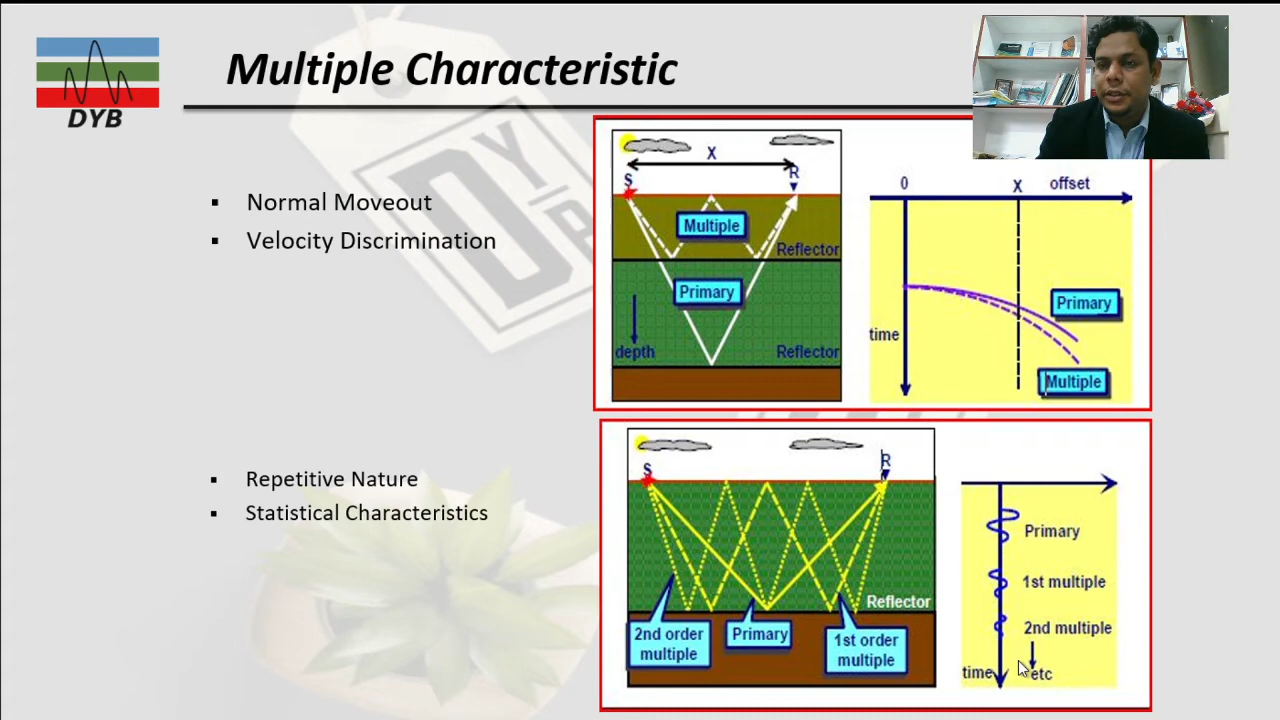 Multiple Characteristic
DYB
▪ Normal Moveout
▪ Velocity Discrimination
X
S
R
Multiple
Reflector
Primary
depth
Reflector
0
X
offset
Primary
time
Multiple
▪ Repetitive Nature
▪ Statistical Characteristics
S
R
Reflector
2nd order
multiple
Primary
1st order
multiple
Primary
1st multiple
2nd multiple
time
etc